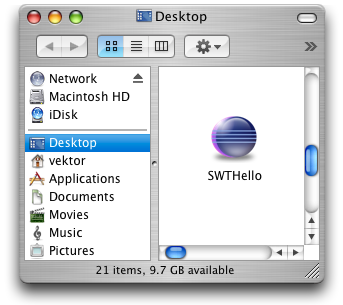 Desktop
Network
Macintosh HD
iDisk
Desktop
vektor
Applications
Documents
Movies
Music
Pictures
SWTHello
21 items, 9.7 GB available